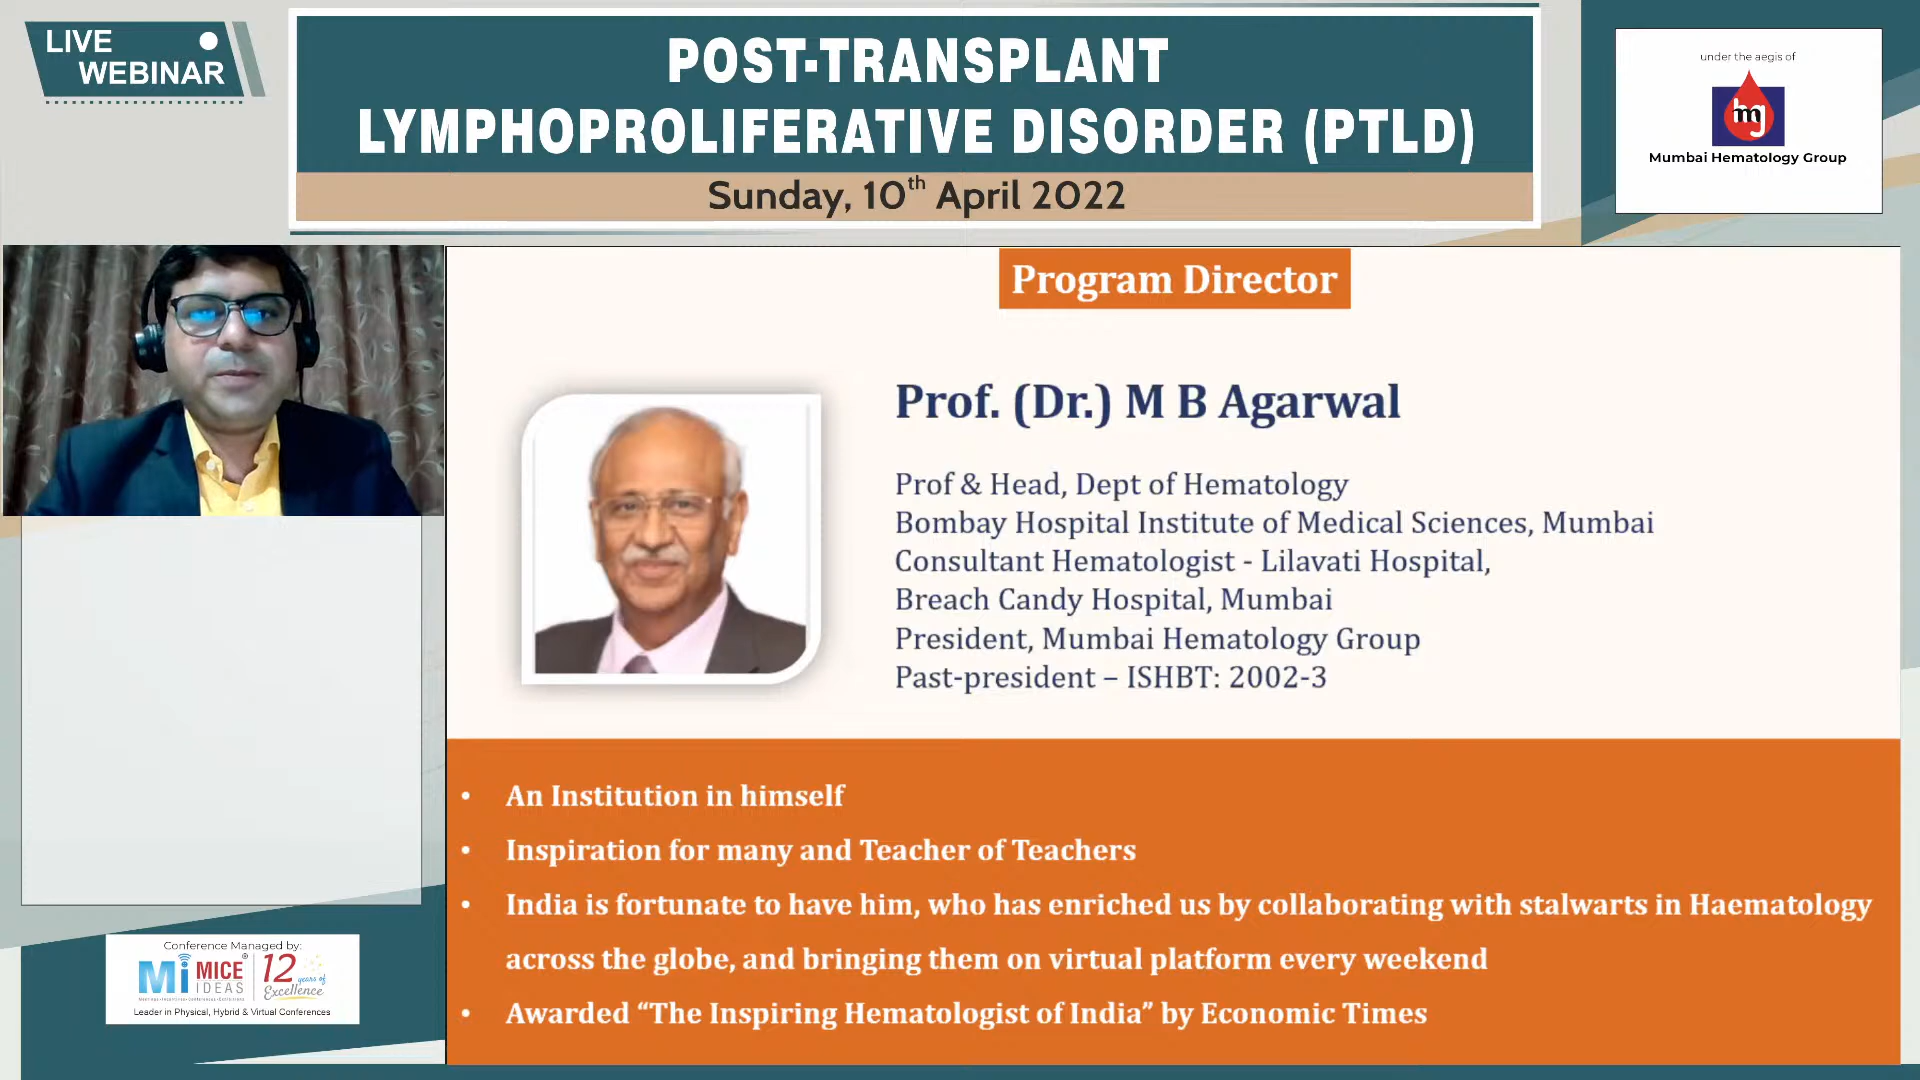 LIVE
WEBINAR
POST-TRANSPLANT
LYMPHOPROLIFERATIVE DISORDER (PTLD)
Sunday, 10th April 2022
under the aegis of
mg
Mumbai Hematology Group
Program Director
Prof. (Dr.) M B Agarwal
Prof & Head, Dept of Hematology
Bombay Hospital Institute of Medical Sciences, Mumbai
Consultant Hematologist - Lilavati Hospital,
Breach Candy Hospital, Mumbai
President, Mumbai Hematology Group
Past-president – ISHBT: 2002-3
• An Institution in himself
• Inspiration for many and Teacher of Teachers
• India is fortunate to have him, who has enriched us by collaborating with stalwarts in Haematology
across the globe, and bringing them on virtual platform every weekend
• Awarded “The Inspiring Hematologist of India” by Economic Times
Conference Managed by:
Mi MICE IDEAS
12 years of Excellence
Leader in Physical, Hybrid & Virtual Conferences